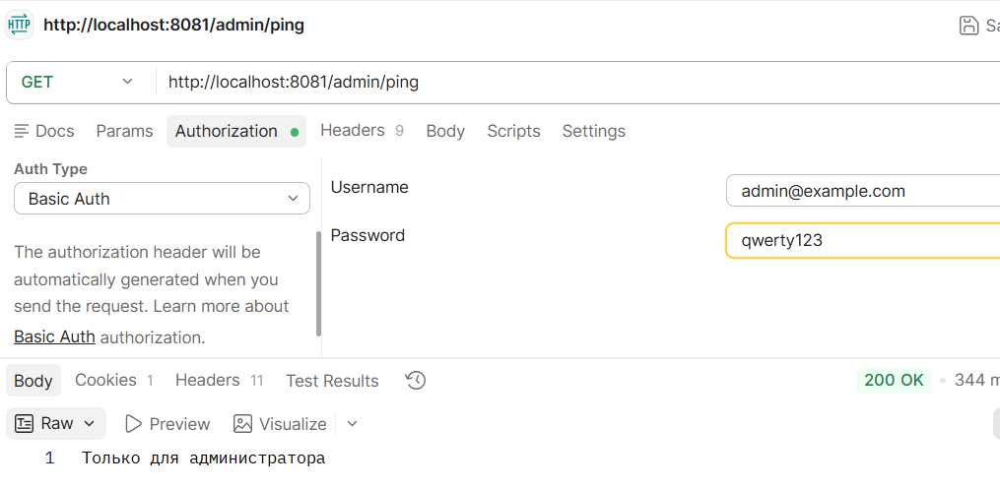 HTTP http://localhost:8081/admin/ping
GET http://localhost:8081/admin/ping
Docs Params Authorization Headers 9 Body Scripts Settings
Auth Type
Basic Auth
The authorization header will be
automatically generated when you
send the request. Learn more about
Basic Auth authorization.
Username admin@example.com
Password qwerty123
Body Cookies 1 Headers 11 Test Results 200 OK 344
Raw Preview Visualize
1 Только для администратора